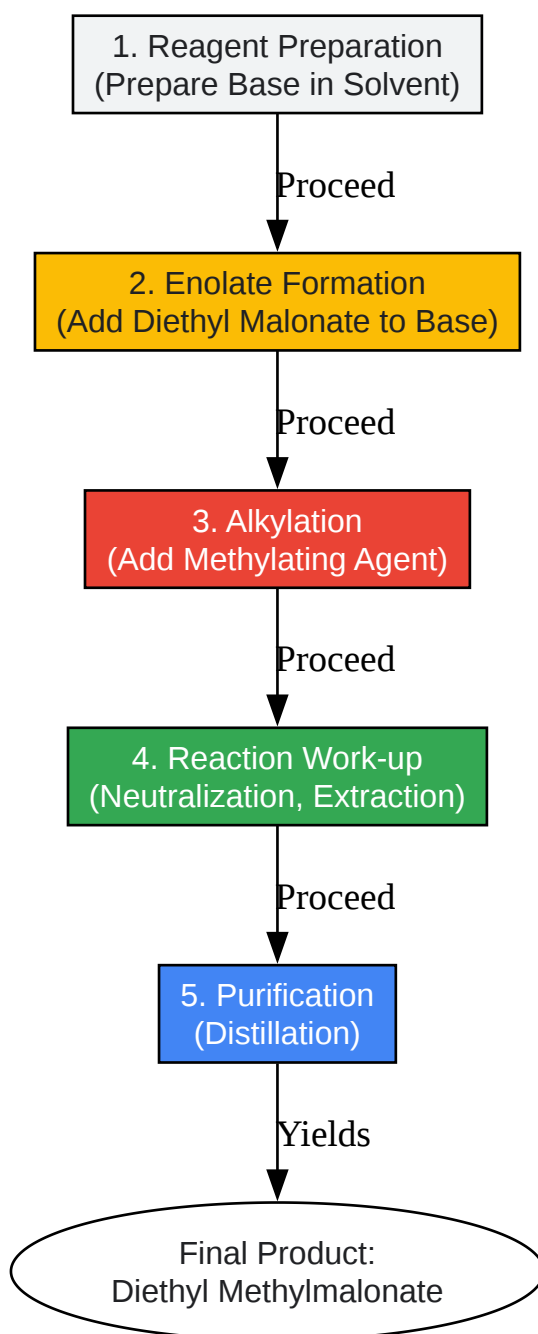 1. Reagent Preparation
(Prepare Base in Solvent)
Proceed
2. Enolate Formation
(Add Diethyl Malonate to Base)
Proceed
3. Alkylation
(Add Methylating Agent)
Proceed
4. Reaction Work-up
(Neutralization, Extraction)
Proceed
5. Purification
(Distillation)
Yields
Final Product:
Diethyl Methylmalonate